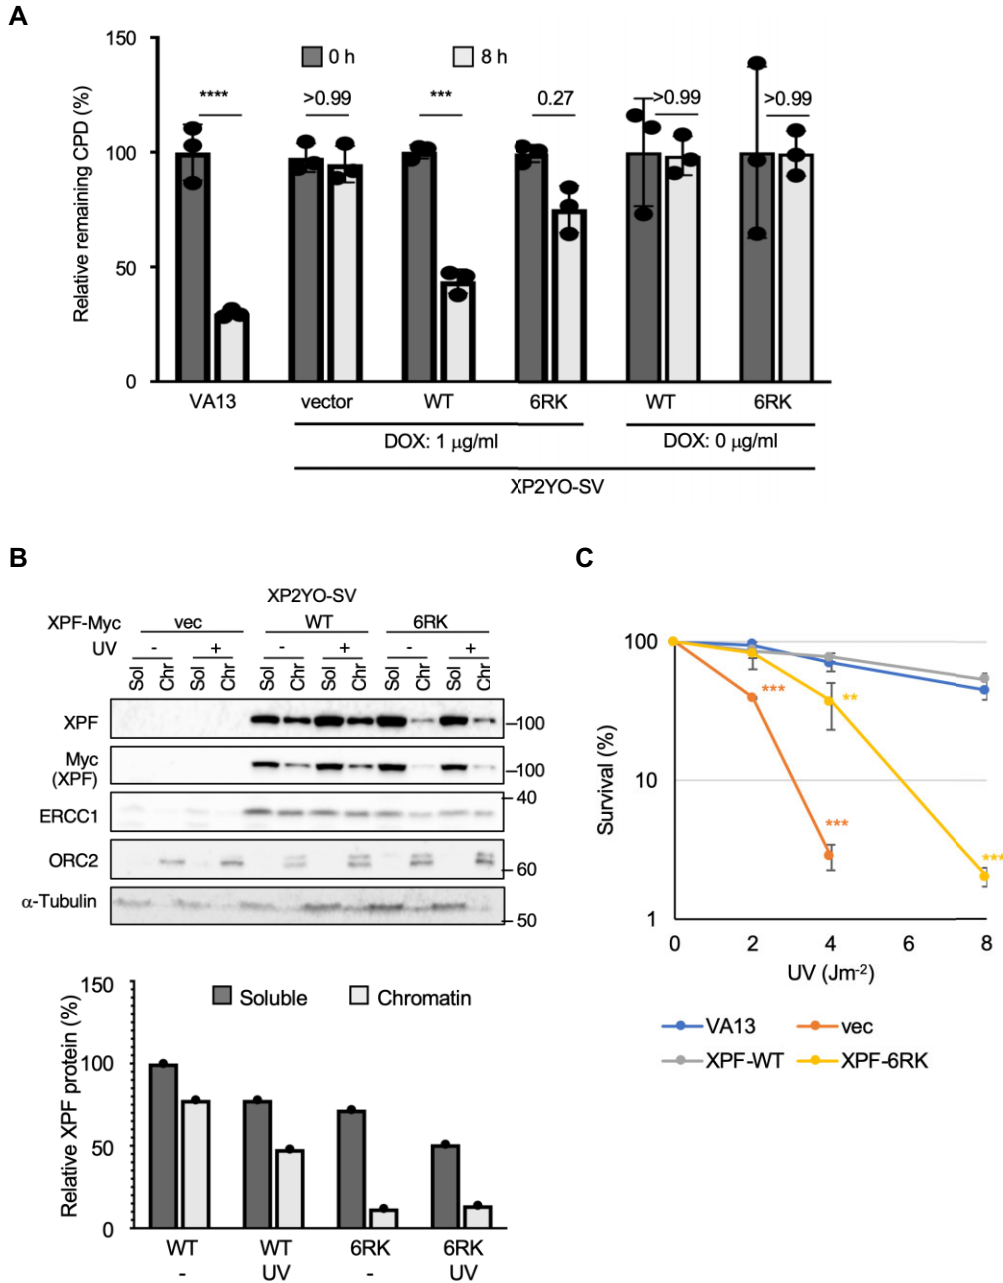 A
150
0 h
8 h
**** >0.99 *** 0.27 >0.99 >0.99
Relative remaining CPD (%)
100
50
0
VA13 vector WT 6RK WT 6RK
DOX: 1 µg/ml DOX: 0 µg/ml
XP2YO-SV
B
XP2YO-SV
XPF-Myc vec WT 6RK
UV - + - + - +
Sol Chr Sol Chr Sol Chr Sol Chr Sol Chr Sol Chr
XPF
100
Myc
(XPF)
100
ERCC1
40
ORC2
60
α-Tubulin
50
150
Soluble Chromatin
Relative XPF protein (%)
100
50
0
WT WT 6RK 6RK
- UV - UV
C
100
***
**
Survival (%)
10
***
***
1
0 2 4 6 8
UV (Jm-2)
VA13 vec
XPF-WT XPF-6RK